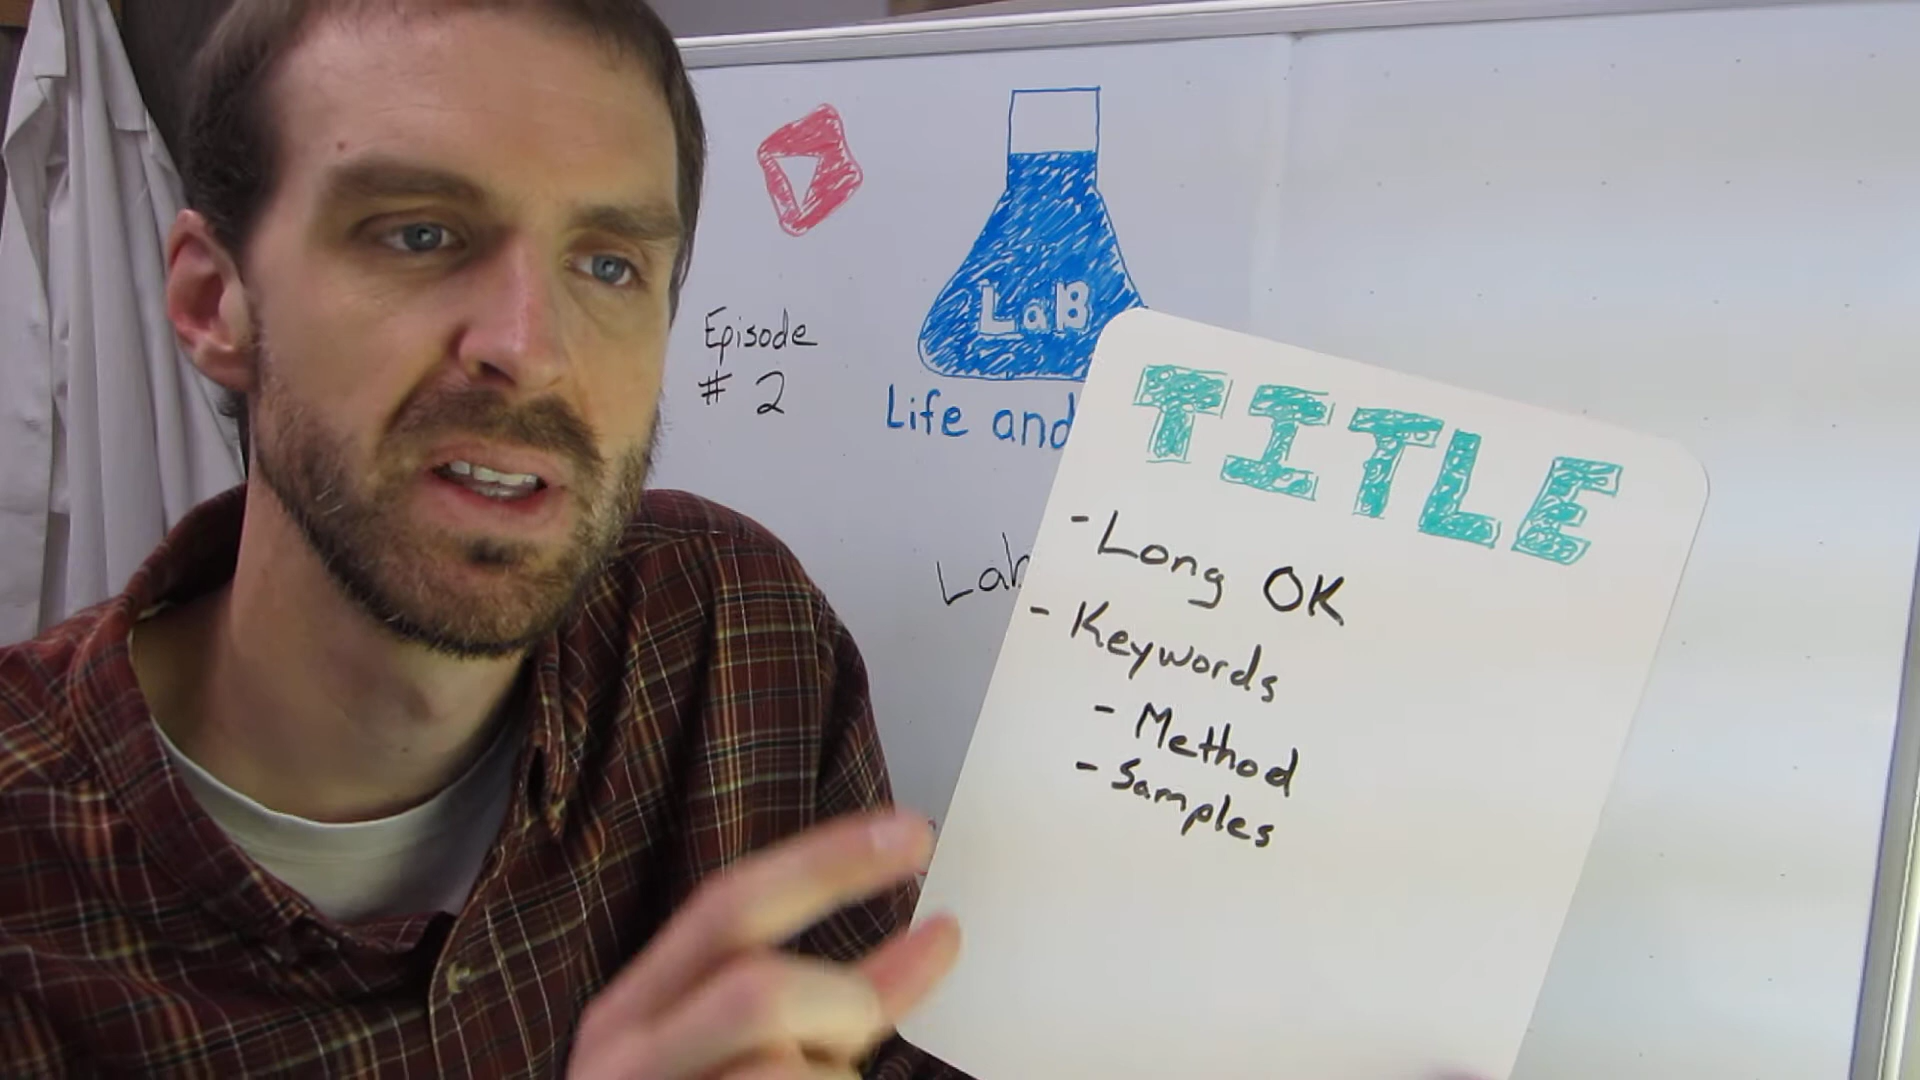 LaB
Episode
# 2
Life and
TITLE
- Long OK
- Keywords
- Method
- Samples